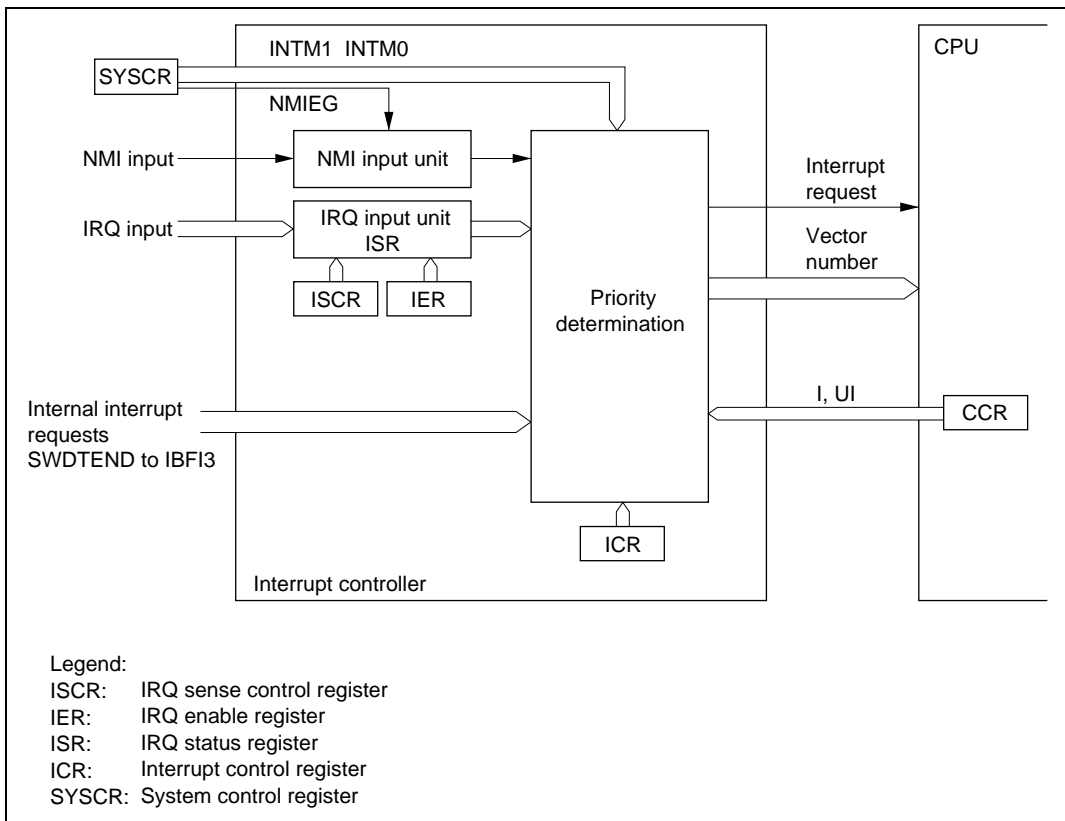 INTM1 INTM0
CPU
SYSCR
NMIEG
NMI input
NMI input unit
Interrupt
request
IRQ input
IRQ input unit
ISR
Vector
number
ISCR
IER
Priority
determination
I, UI
CCR
Internal interrupt
requests
SWDTEND to IBFI3
ICR
Interrupt controller
Legend:
ISCR: IRQ sense control register
IER: IRQ enable register
ISR: IRQ status register
ICR: Interrupt control register
SYSCR: System control register